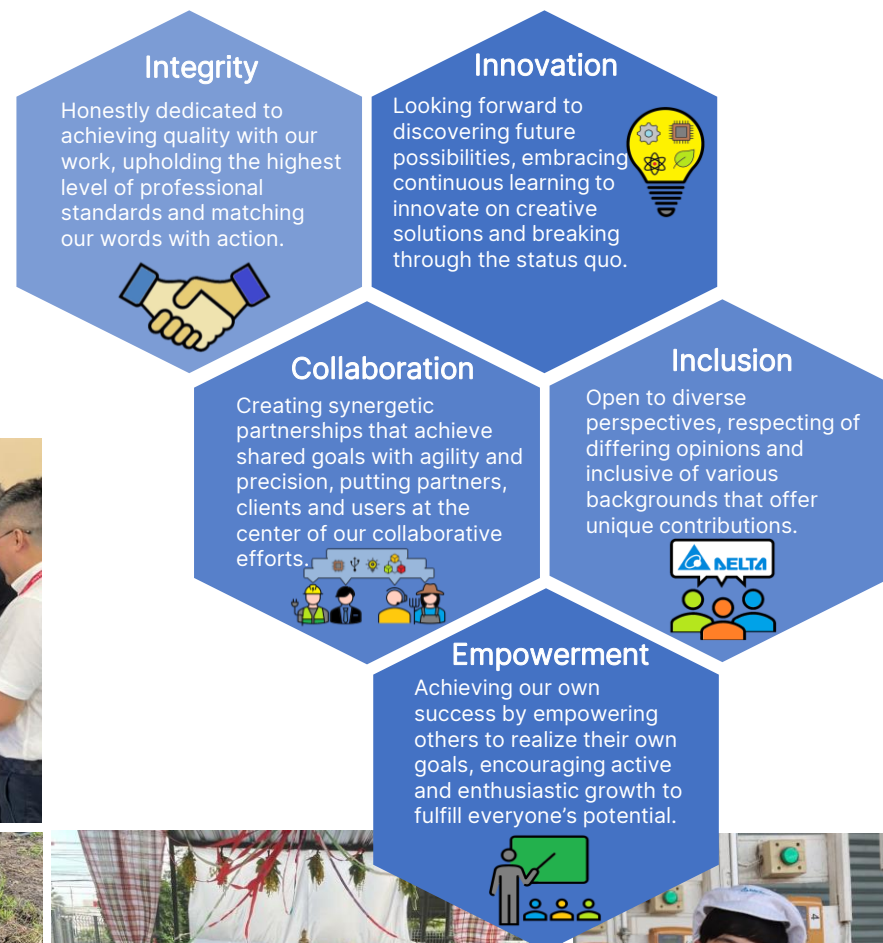 Integrity
Honestly dedicated to
achieving quality with our
work, upholding the highest
level of professional
standards and matching
our words with action.
Innovation
Looking forward to
discovering future
possibilities, embracing
continuous learning to
innovate on creative
solutions and breaking
through the status quo.
Collaboration
Creating synergetic
partnerships that achieve
shared goals with agility and
precision, putting partners,
clients and users at the
center of our collaborative
efforts.
Inclusion
Open to diverse
perspectives, respecting of
differing opinions and
inclusive of various
backgrounds that offer
unique contributions.
DELTA
Empowerment
Achieving our own
success by empowering
others to realize their own
goals, encouraging active
and enthusiastic growth to
fulfill everyone’s potential.